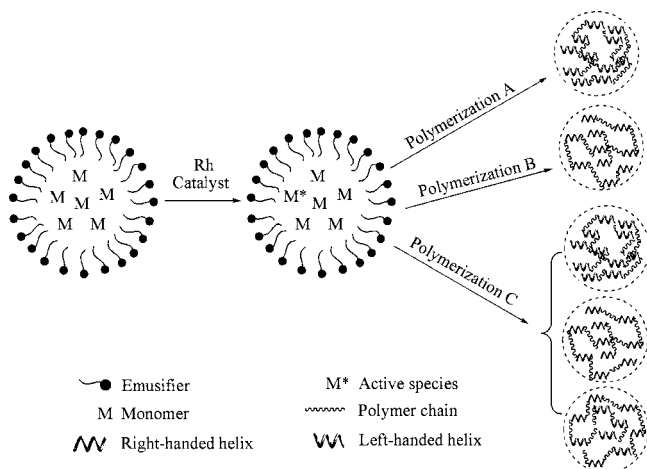 Polymerization A
M
M M* M M
M M
Rh
Catalyst
M
M M M
M M
Polymerization B
Polymerization C
Emusifier
M* Active species
M Monomer
Polymer chain
Right-handed helix
Left-handed helix